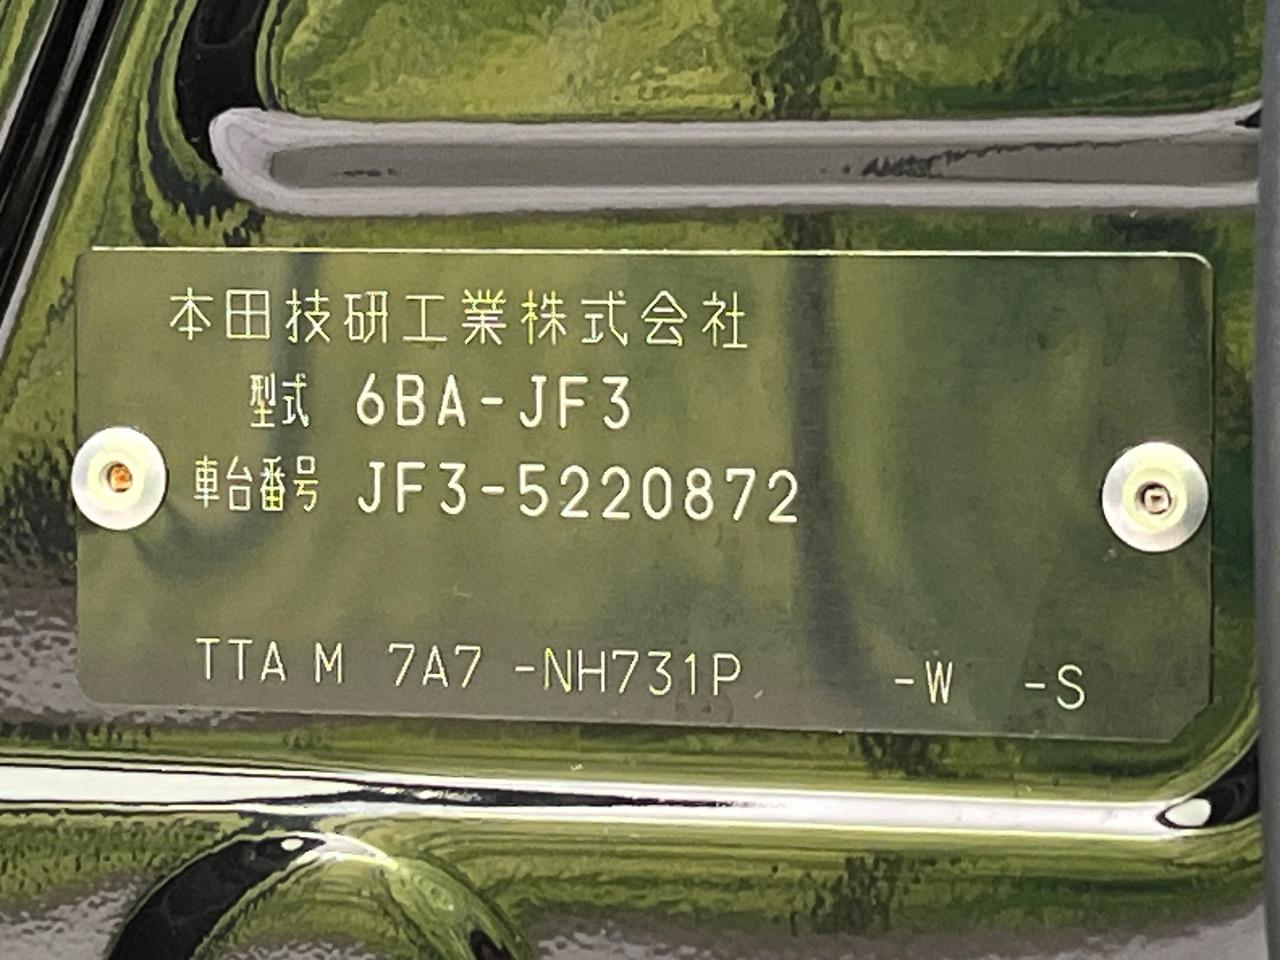 本田技研工業株式会社
型式 6BA-JF3
車台番号 JF3-5220872
TTA M 7A7 -NH731P -W -S